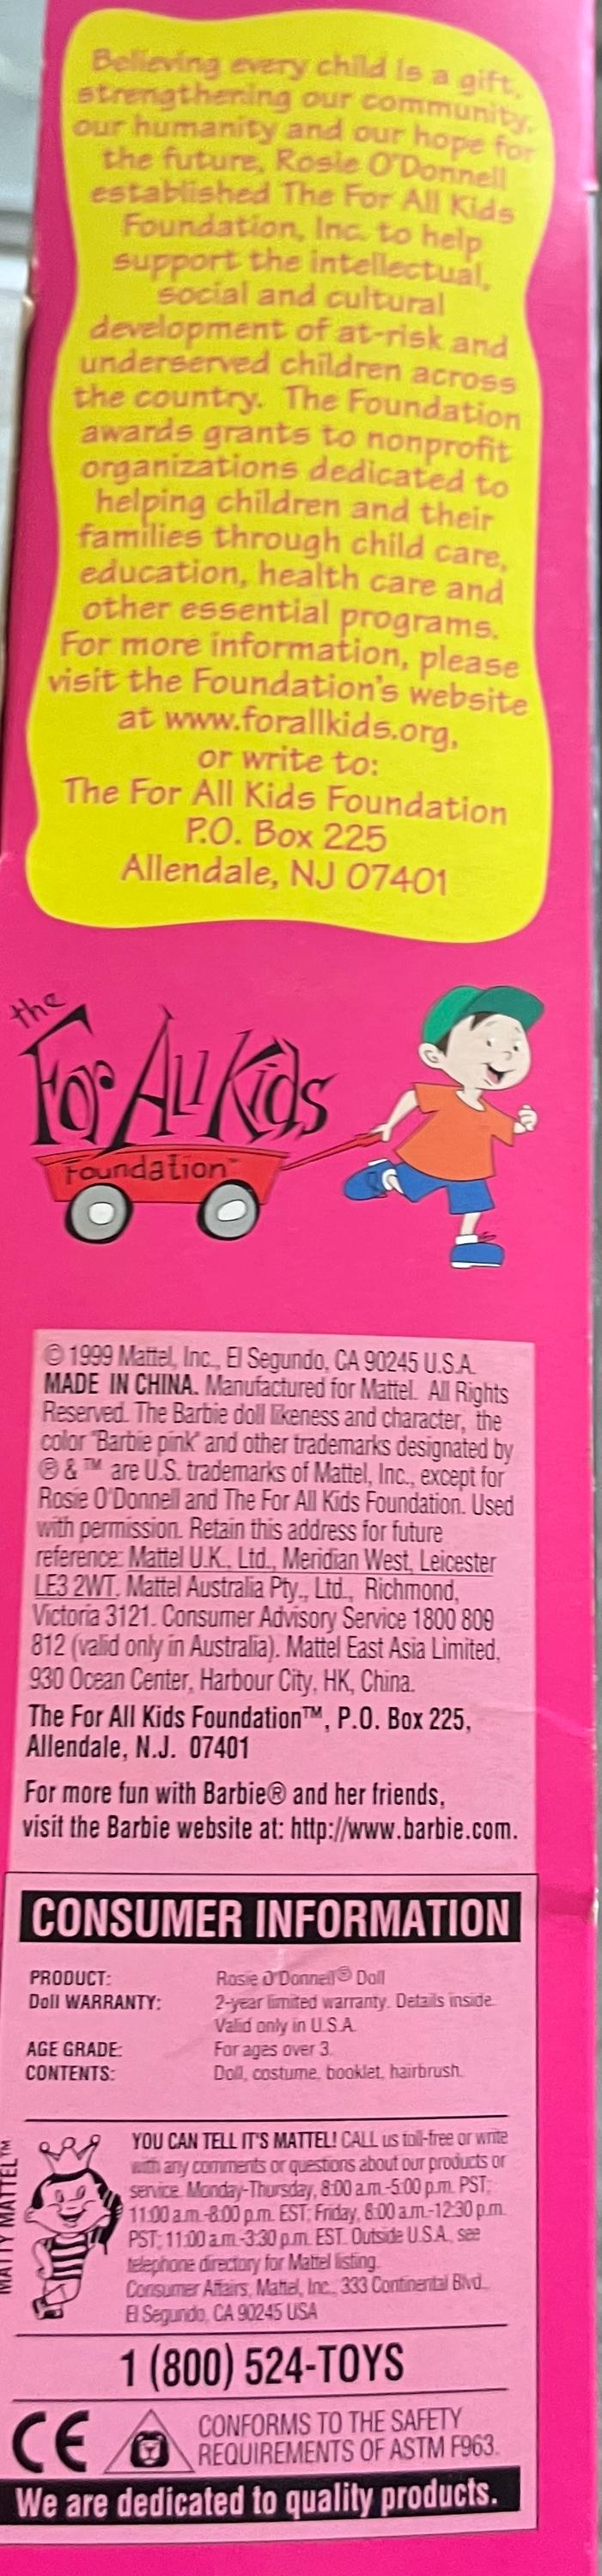 Believing every child is a gift,
strengthening our community,
our humanity and our hope for
the future, Rosie O'Donnell
established The For All Kids
Foundation, Inc. to help
support the intellectual,
social and cultural
development of at-risk and
underserved children across
the country. The Foundation
awards grants to nonprofit
organizations dedicated to
helping children and their
families through child care,
education, health care and
other essential programs.
For more information, please
visit the Foundation's website
at www.forallkids.org,
or write to:
The For All Kids Foundation
P.O. Box 225
Allendale, NJ 07401
the
For All Kids
Foundation™
© 1999 Mattel, Inc., El Segundo, CA 90245 U.S.A.
MADE IN CHINA. Manufactured for Mattel. All Rights
Reserved. The Barbie doll likeness and character, the
color "Barbie pink" and other trademarks designated by
® & ™ are U.S. trademarks of Mattel, Inc., except for
Rosie O'Donnell and The For All Kids Foundation. Used
with permission. Retain this address for future
reference: Mattel U.K., Ltd., Meridian West, Leicester
LE3 2WT. Mattel Australia Pty., Ltd., Richmond,
Victoria 3121. Consumer Advisory Service 1800 809
812 (valid only in Australia). Mattel East Asia Limited,
930 Ocean Center, Harbour City, HK, China.
The For All Kids Foundation™, P.O. Box 225,
Allendale, N.J. 07401
For more fun with Barbie® and her friends,
visit the Barbie website at: http://www.barbie.com.
CONSUMER INFORMATION
PRODUCT: Rosie O'Donnell® Doll
Doll WARRANTY: 2-year limited warranty. Details inside.
Valid only in U.S.A.
AGE GRADE: For ages over 3.
CONTENTS: Doll, costume, booklet, hairbrush.
MATTY MATTEL™
YOU CAN TELL IT'S MATTEL! CALL us toll-free or write
with any comments or questions about our products or
service. Monday-Thursday, 8:00 a.m.-5:00 p.m. PST;
11:00 a.m.-8:00 p.m. EST; Friday, 8:00 a.m.-12:30 p.m.
PST; 11:00 a.m.-3:30 p.m. EST. Outside U.S.A., see
telephone directory for Mattel listing.
Consumer Affairs, Mattel, Inc., 333 Continental Blvd.,
El Segundo, CA 90245 USA
1 (800) 524-TOYS
CE
CONFORMS TO THE SAFETY
REQUIREMENTS OF ASTM F963.
We are dedicated to quality products.